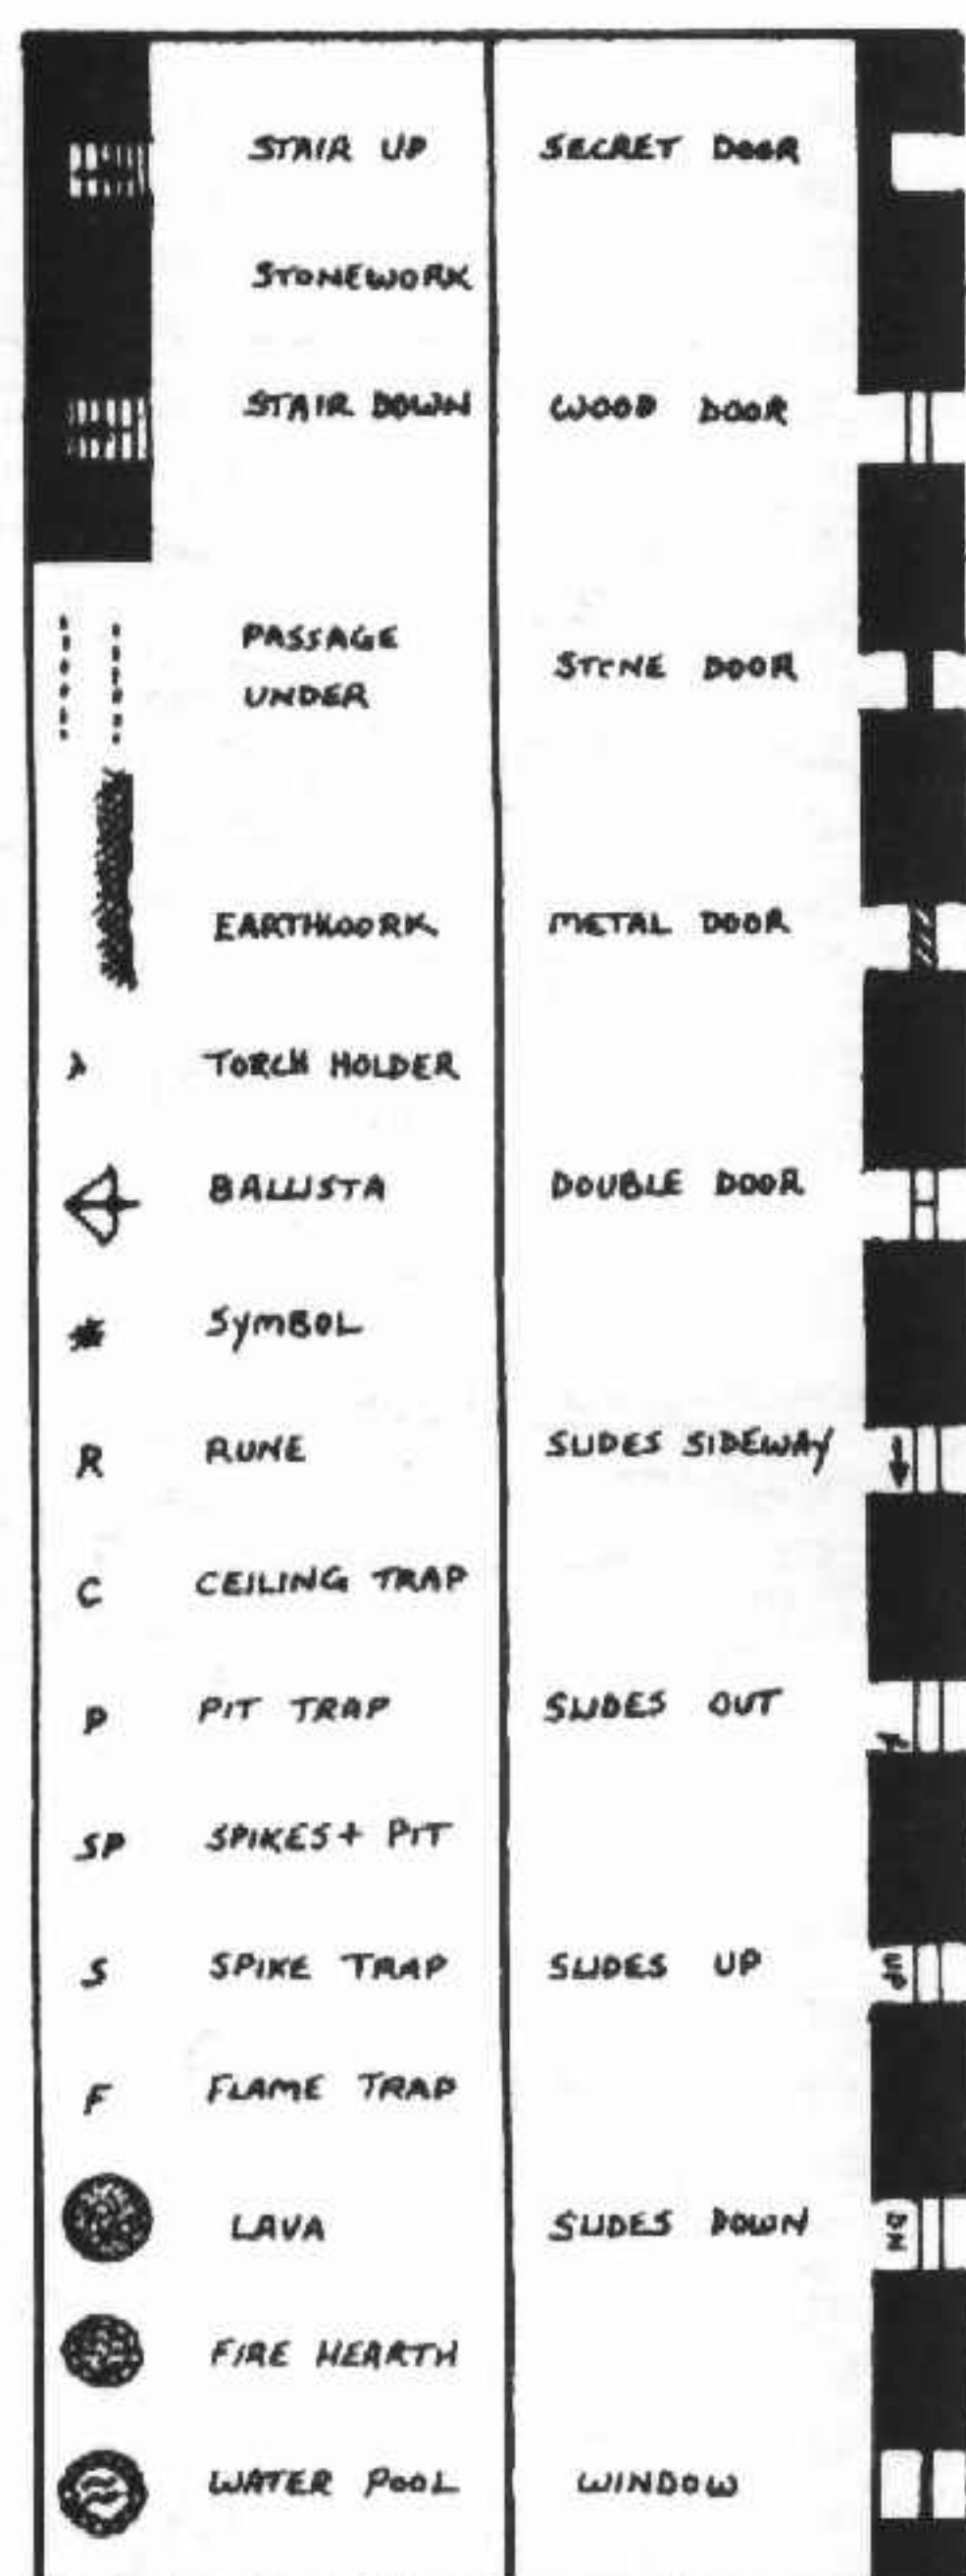 STAIR UP
STONEWORK
STAIR DOWN
PASSAGE
UNDER
EARTHWORK
TORCH HOLDER
BALLISTA
SYMBOL
R RUNE
C CEILING TRAP
P PIT TRAP
SP SPIKES + PIT
S SPIKE TRAP
F FLAME TRAP
LAVA
FIRE HEARTH
WATER POOL
SECRET DOOR
WOOD DOOR
STONE DOOR
METAL DOOR
DOUBLE DOOR
SLIDES SIDEWAY
SLIDES OUT
SLIDES UP UP
SLIDES DOWN DN
WINDOW